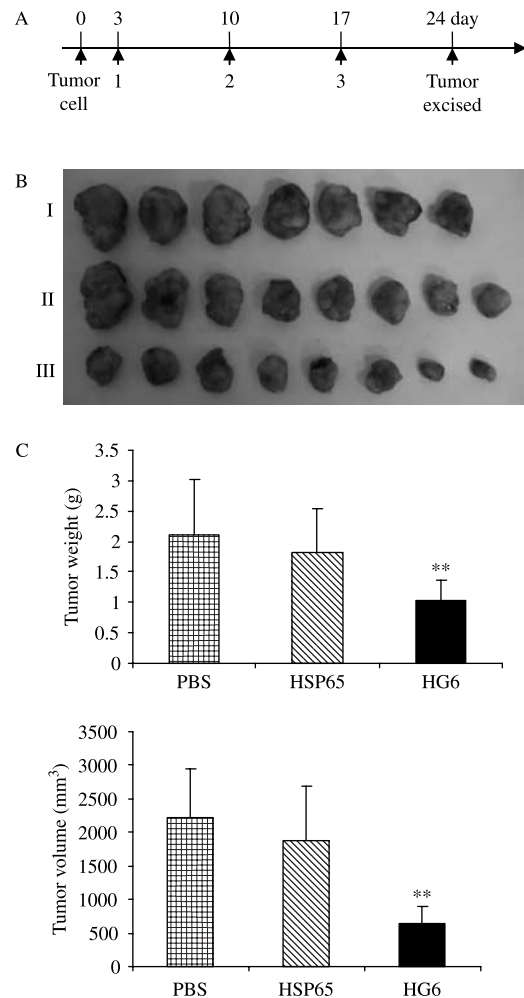 A
0 3 10 17 24 day
Tumor 1 2 3 Tumor
cell excised
B
I
II
III
C
Tumor weight (g)
3.5
3
2.5
2
1.5
1
0.5
0
**
PBS HSP65 HG6
Tumor volume (mm³)
3500
3000
2500
2000
1500
1000
500
0
**
PBS HSP65 HG6